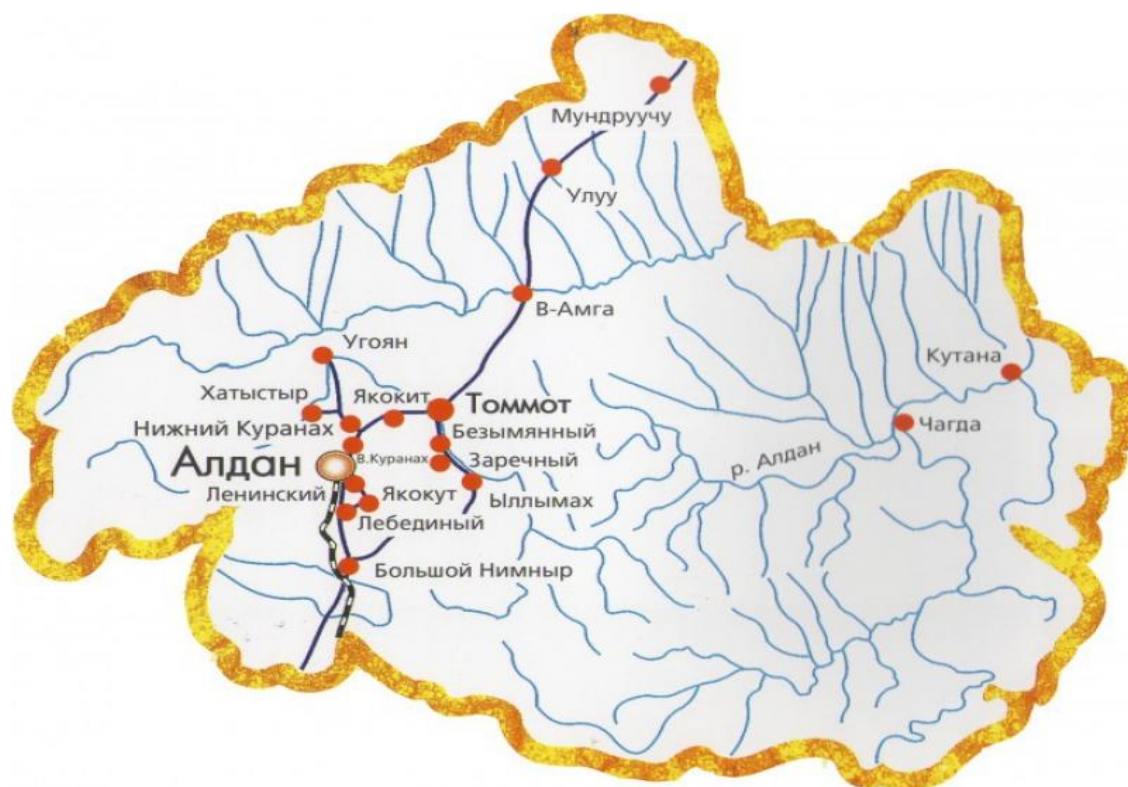 Мундруучу
Улуу
В-Амга
Угоян
Кутана
Хатыстыр
Якокит
Томмот
Нижний Куранах
Безымянный
Чагда
Алдан
В.Куранах
Заречный
р. Алдан
Ленинский
Якокут
Ыллымах
Лебединый
Большой Нимныр